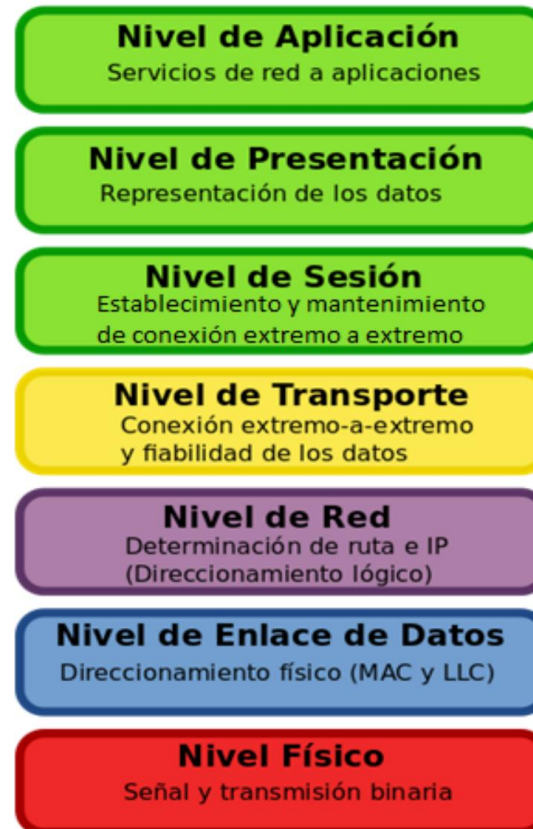 Nivel de Aplicación
Servicios de red a aplicaciones
Nivel de Presentación
Representación de los datos
Nivel de Sesión
Establecimiento y mantenimiento
de conexión extremo a extremo
Nivel de Transporte
Conexión extremo-a-extremo
y fiabilidad de los datos
Nivel de Red
Determinación de ruta e IP
(Direccionamiento lógico)
Nivel de Enlace de Datos
Direccionamiento físico (MAC y LLC)
Nivel Físico
Señal y transmisión binaria